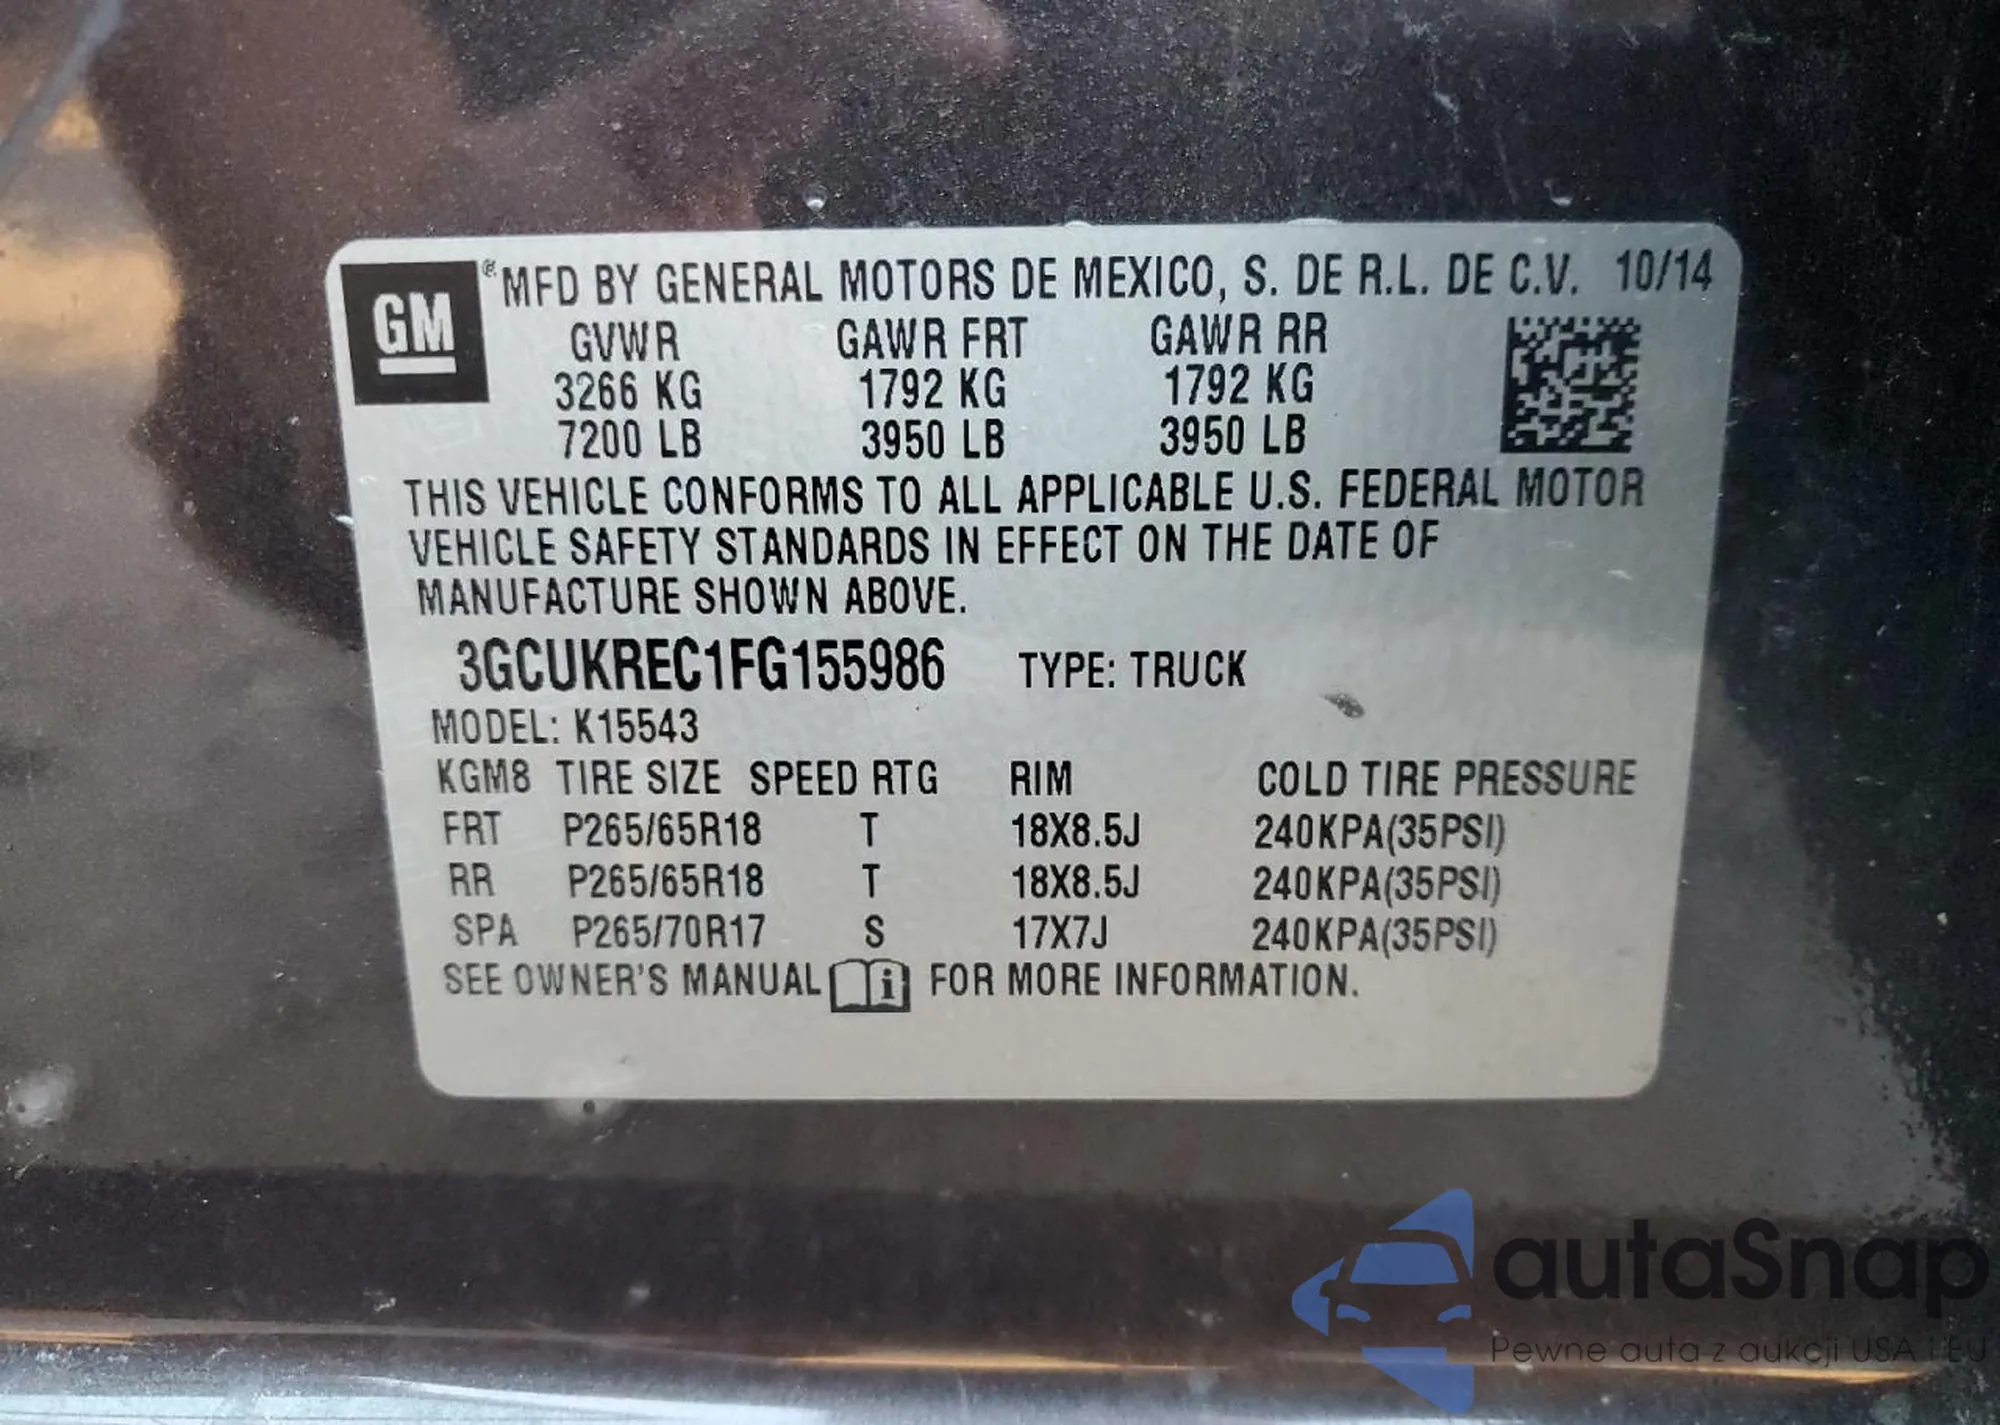 GM ® MFD BY GENERAL MOTORS DE MEXICO, S. DE R.L. DE C.V. 10/14
GVWR GAWR FRT GAWR RR
3266 KG 1792 KG 1792 KG
7200 LB 3950 LB 3950 LB
THIS VEHICLE CONFORMS TO ALL APPLICABLE U.S. FEDERAL MOTOR
VEHICLE SAFETY STANDARDS IN EFFECT ON THE DATE OF
MANUFACTURE SHOWN ABOVE.
3GCUKREC1FG155986 TYPE: TRUCK
MODEL: K15543
KGM8 TIRE SIZE SPEED RTG RIM COLD TIRE PRESSURE
FRT P265/65R18 T 18X8.5J 240KPA(35PSI)
RR P265/65R18 T 18X8.5J 240KPA(35PSI)
SPA P265/70R17 S 17X7J 240KPA(35PSI)
SEE OWNER'S MANUAL i FOR MORE INFORMATION.
autaSnap
Pewne auta z aukcji USA i EU